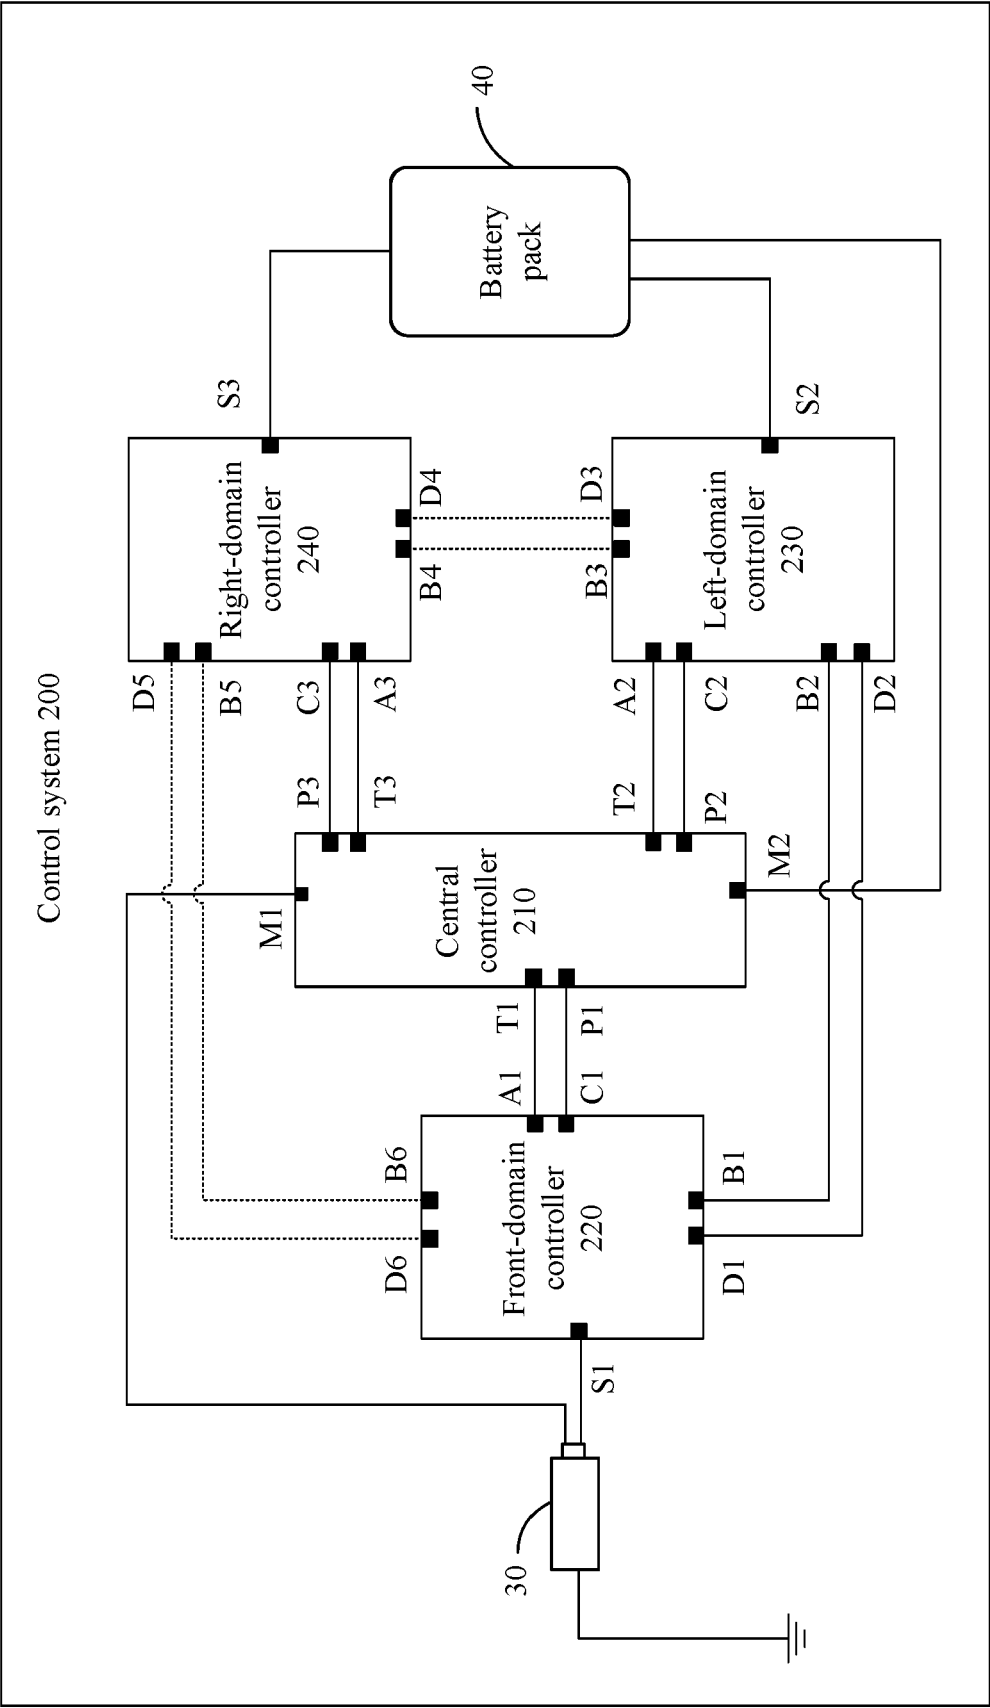 Control system 200
D5
B5
C3
A3
Right-domain
controller
240
S3
40
Battery
pack
B4
D4
B3
D3
Left-domain
controller
230
S2
A2
C2
B2
D2
P3
T3
T2
P2
M1
Central
controller
210
M2
T1
P1
A1
C1
B6
D6
Front-domain
controller
220
B1
D1
S1
30